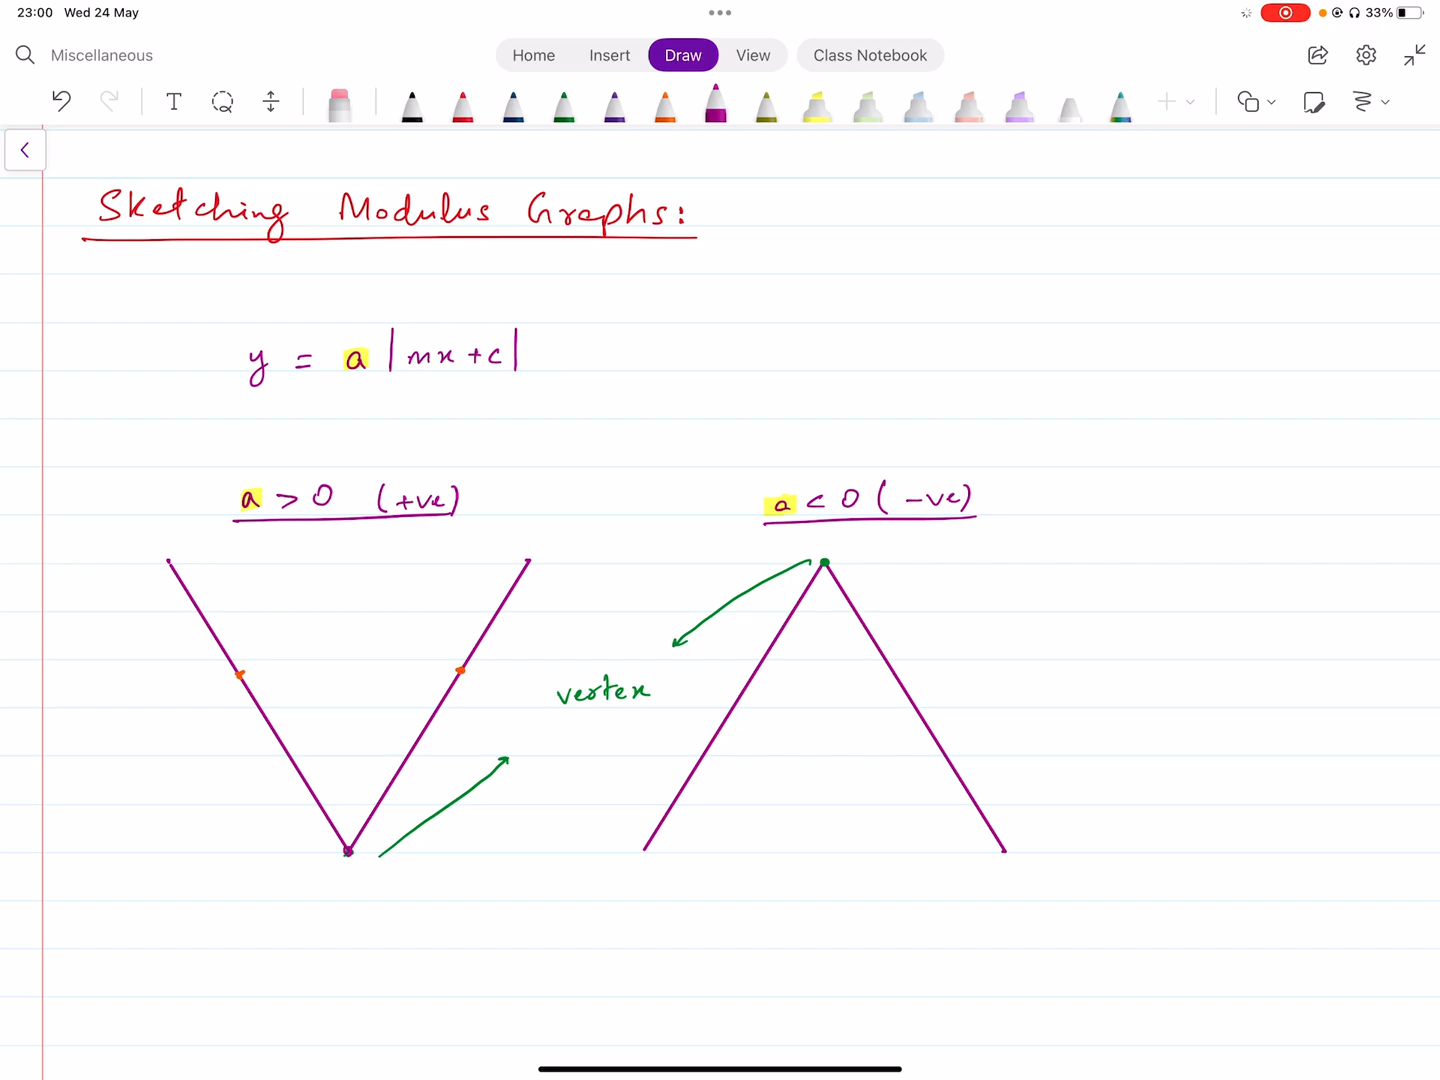 23:00 Wed 24 May 33%
Miscellaneous Home Insert Draw View Class Notebook
T
Sketching Modulus Graphs:
y = a |mx + c|
a > 0 (+ve)
a < 0 (-ve)
vertex